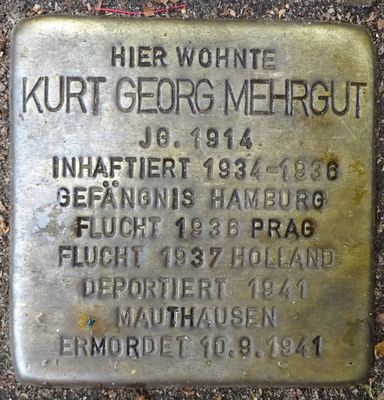 HIER WOHNTE
KURT GEORG MEHRGUT
JG. 1914
INHAFTIERT 1934-1936
GEFÄNGNIS HAMBURG
FLUCHT 1936 PRAG
FLUCHT 1937 HOLLAND
DEPORTIERT 1941
MAUTHAUSEN
ERMORDET 10.9.1941